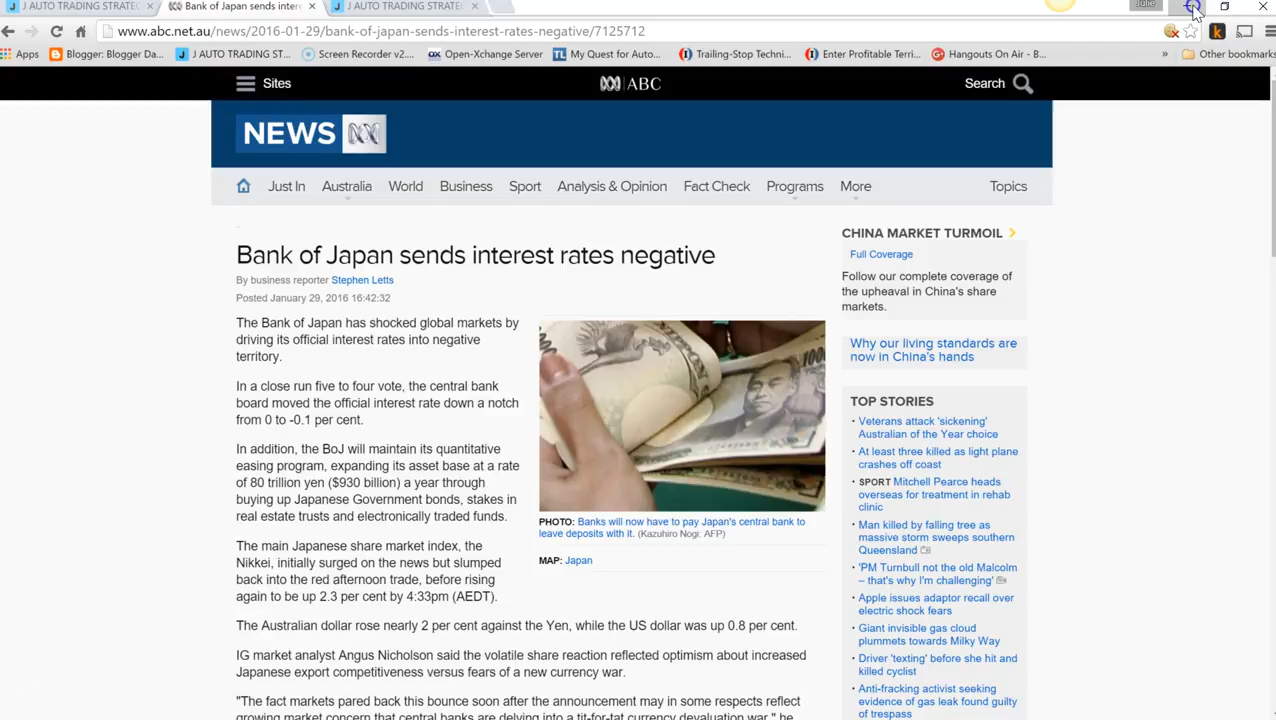 J AUTO TRADING STRATEG
Bank of Japan sends inter
J AUTO TRADING STRATEG
Julie
www.abc.net.au/news/2016-01-29/bank-of-japan-sends-interest-rates-negative/7125712
Apps
Blogger: Blogger Da...
J AUTO TRADING ST...
Screen Recorder v2...
Open-Xchange Server
My Quest for Auto...
Trailing-Stop Techni...
Enter Profitable Terri...
Hangouts On Air - B...
»
Other bookmarks
Sites
ABC
Search
NEWS
Just In
Australia
World
Business
Sport
Analysis & Opinion
Fact Check
Programs
More
Topics
Bank of Japan sends interest rates negative
By business reporter Stephen Letts
Posted January 29, 2016 16:42:32
The Bank of Japan has shocked global markets by
driving its official interest rates into negative
territory.
In a close run five to four vote, the central bank
board moved the official interest rate down a notch
from 0 to -0.1 per cent.
In addition, the BoJ will maintain its quantitative
easing program, expanding its asset base at a rate
of 80 trillion yen ($930 billion) a year through
buying up Japanese Government bonds, stakes in
real estate trusts and electronically traded funds.
The main Japanese share market index, the
Nikkei, initially surged on the news but slumped
back into the red afternoon trade, before rising
again to be up 2.3 per cent by 4:33pm (AEDT).
PHOTO: Banks will now have to pay Japan's central bank to
leave deposits with it. (Kazuhiro Nogi: AFP)
MAP: Japan
The Australian dollar rose nearly 2 per cent against the Yen, while the US dollar was up 0.8 per cent.
IG market analyst Angus Nicholson said the volatile share reaction reflected optimism about increased
Japanese export competitiveness versus fears of a new currency war.
"The fact markets pared back this bounce soon after the announcement may in some respects reflect
growing market concern that central banks are delving into a tit-for-tat currency devaluation war," he
CHINA MARKET TURMOIL
Full Coverage
Follow our complete coverage of
the upheaval in China's share
markets.
Why our living standards are
now in China's hands
TOP STORIES
Veterans attack 'sickening'
Australian of the Year choice
At least three killed as light plane
crashes off coast
SPORT Mitchell Pearce heads
overseas for treatment in rehab
clinic
Man killed by falling tree as
massive storm sweeps southern
Queensland
'PM Turnbull not the old Malcolm
– that's why I'm challenging'
Apple issues adaptor recall over
electric shock fears
Giant invisible gas cloud
plummets towards Milky Way
Driver 'texting' before she hit and
killed cyclist
Anti-fracking activist seeking
evidence of gas leak found guilty
of trespass